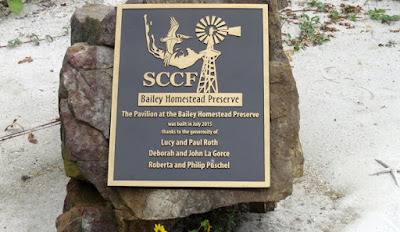 SCCF
Bailey Homestead Preserve
The Pavilion at the Bailey Homestead Preserve
was built in July 2015
thanks to the generosity of
Lucy and Paul Roth
Deborah and John La Gorce
Roberta and Philip Puschel